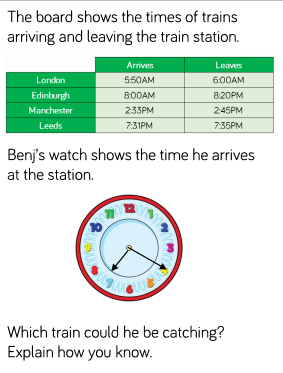 The board shows the times of trains
arriving and leaving the train station.
Arrives Leaves
London 5:50AM 6:00AM
Edinburgh 8:00AM 8:20PM
Manchester 2:33PM 2:45PM
Leeds 7:31PM 7:35PM
Benj's watch shows the time he arrives
at the station.
12
11 1
10 2
9 3
8 4
7 5
6
Which train could he be catching?
Explain how you know.